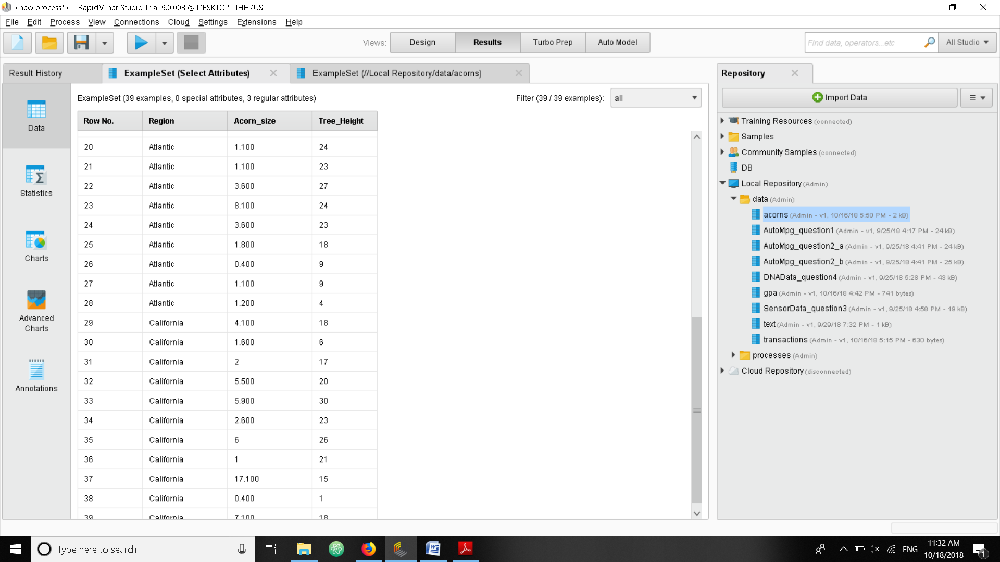 <new process*> – RapidMiner Studio Trial 9.0.003 @ DESKTOP-LIHH7US
File Edit Process View Connections Cloud Settings Extensions Help
Views: Design Results Turbo Prep Auto Model Find data, operators...etc All Studio
Result History ExampleSet (Select Attributes) ExampleSet (//Local Repository/data/acorns) Repository
ExampleSet (39 examples, 0 special attributes, 3 regular attributes) Filter (39 / 39 examples): all
Import Data
Data
Statistics
Charts
Advanced
Charts
Annotations
Row No. Region Acorn_size Tree_Height
20 Atlantic 1.100 24
21 Atlantic 1.100 23
22 Atlantic 3.600 27
23 Atlantic 8.100 24
24 Atlantic 3.600 23
25 Atlantic 1.800 18
26 Atlantic 0.400 9
27 Atlantic 1.100 9
28 Atlantic 1.200 4
29 California 4.100 18
30 California 1.600 6
31 California 2 17
32 California 5.500 20
33 California 5.900 30
34 California 2.600 23
35 California 6 26
36 California 1 21
37 California 17.100 15
38 California 0.400 1
39 California 7.100 18
Training Resources (connected)
Samples
Community Samples (connected)
DB
Local Repository (Admin)
data (Admin)
acorns (Admin - v1, 10/16/18 5:50 PM - 2 kB)
AutoMpg_question1 (Admin - v1, 9/25/18 4:17 PM - 24 kB)
AutoMpg_question2_a (Admin - v1, 9/25/18 4:41 PM - 24 kB)
AutoMpg_question2_b (Admin - v1, 9/25/18 4:41 PM - 25 kB)
DNAData_question4 (Admin - v1, 9/25/18 5:28 PM - 43 kB)
gpa (Admin - v1, 10/16/18 4:42 PM - 741 bytes)
SensorData_question3 (Admin - v1, 9/25/18 4:58 PM - 19 kB)
text (Admin - v1, 9/29/18 7:32 PM - 1 kB)
transactions (Admin - v1, 10/16/18 5:15 PM - 630 bytes)
processes (Admin)
Cloud Repository (disconnected)
Type here to search
ENG
11:32 AM
10/18/2018
1